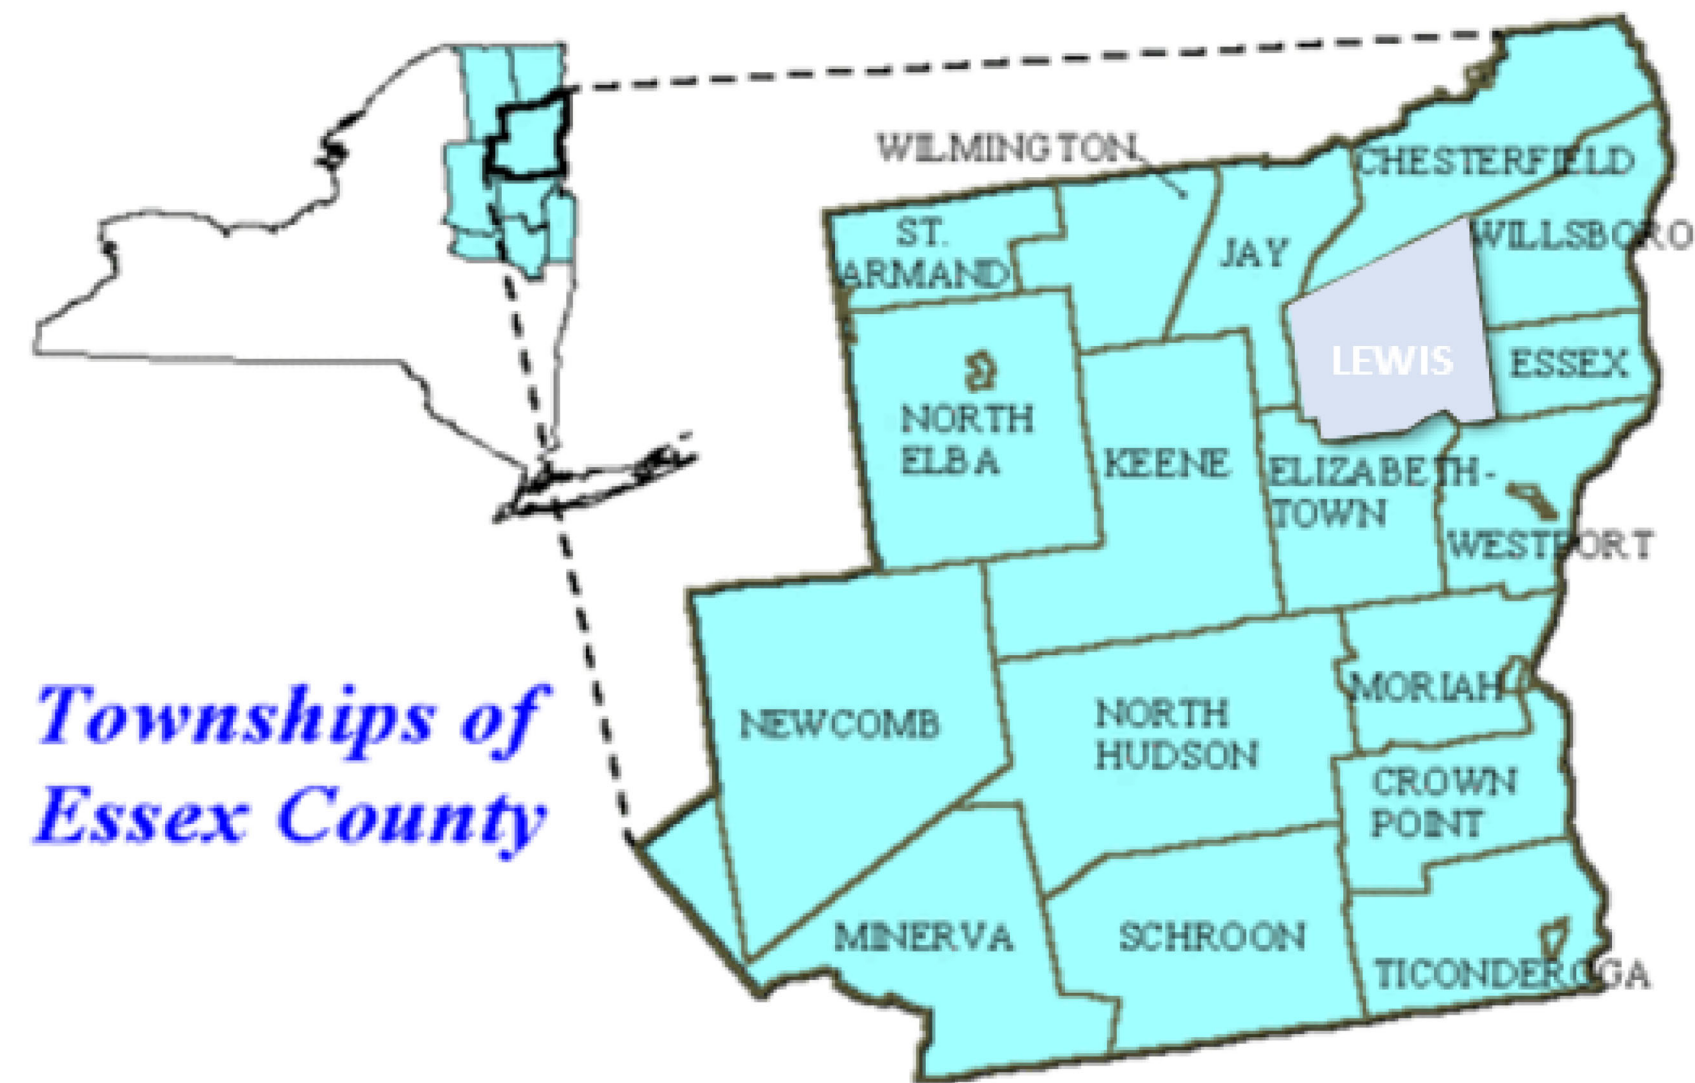 WILMINGTON
CHESTERFIELD
ST.
ARMAND
JAY
WILLSBORO
LEWIS
ESSEX
NORTH
ELBA
KEENE
ELIZABETH-
TOWN
WESTPORT
Townships of
Essex County
NEWCOMB
NORTH
HUDSON
MORIAH
CROWN
POINT
MINERVA
SCHROON
TICONDEROGA